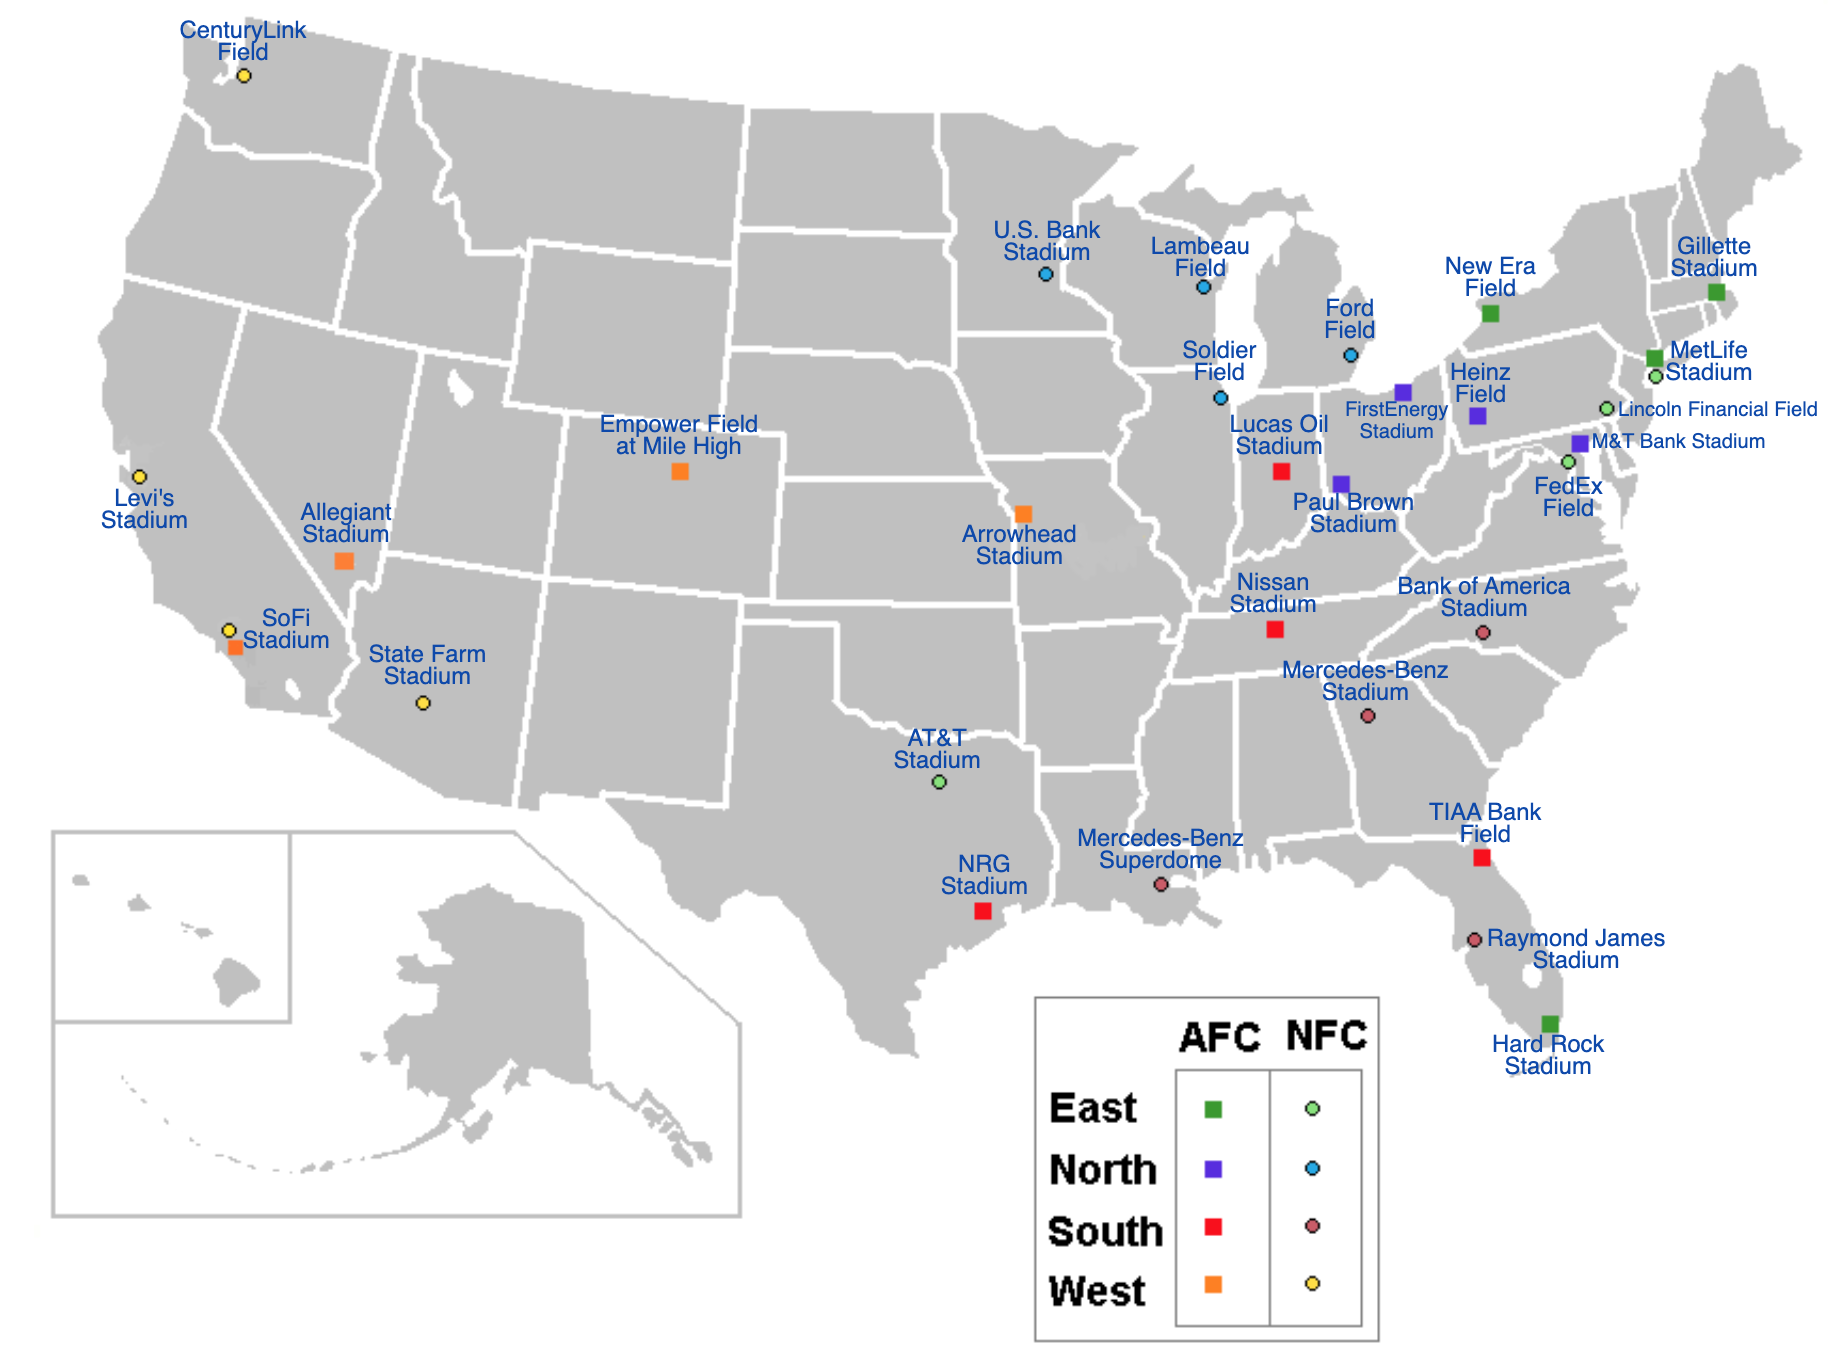 CenturyLink
Field
U.S. Bank
Stadium
Lambeau
Field
Gillette
Stadium
New Era
Field
Ford
Field
Soldier
Field
MetLife
Stadium
Heinz
Field
FirstEnergy
Stadium
Lincoln Financial Field
Empower Field
at Mile High
Lucas Oil
Stadium
M&T Bank Stadium
Levi's
Stadium
Allegiant
Stadium
Paul Brown
Stadium
FedEx
Field
Arrowhead
Stadium
Nissan
Stadium
Bank of America
Stadium
SoFi
Stadium
State Farm
Stadium
Mercedes-Benz
Stadium
AT&T
Stadium
TIAA Bank
Field
Mercedes-Benz
Superdome
NRG
Stadium
Raymond James
Stadium
Hard Rock
Stadium
AFC NFC
East
North
South
West